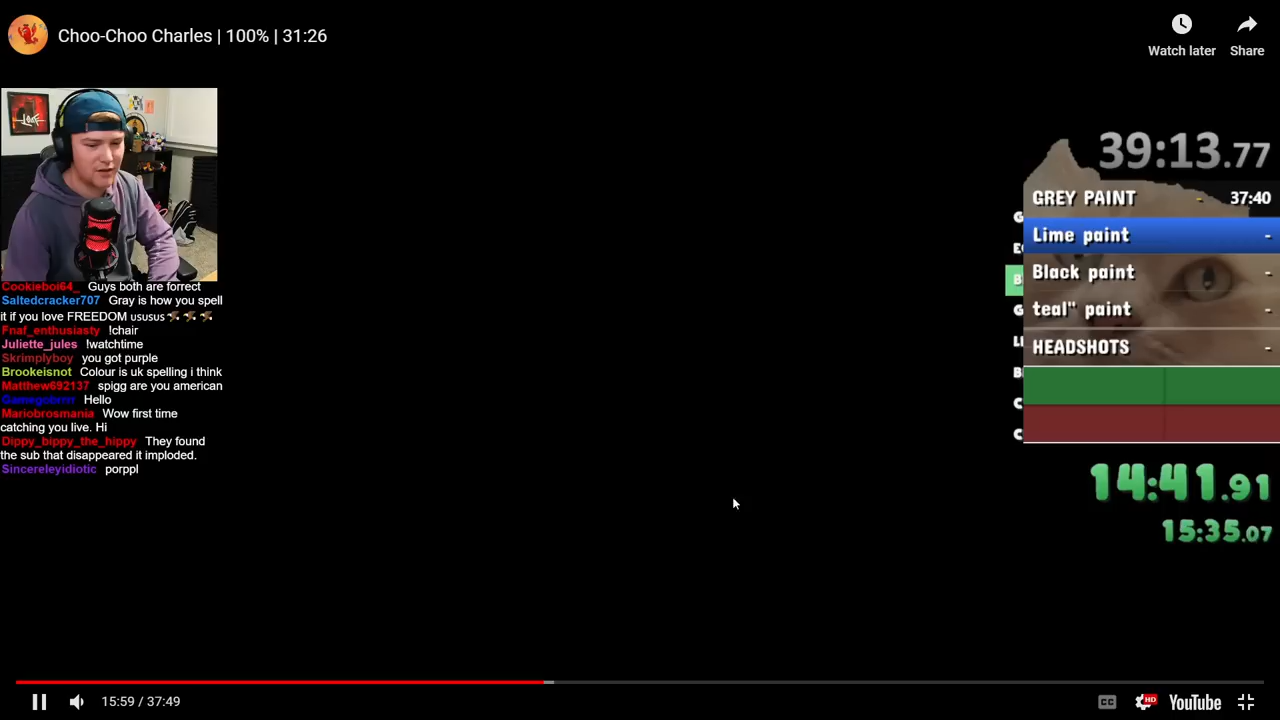 Choo-Choo Charles | 100% | 31:26
Watch later
Share
39:13.77
GREY PAINT - 37:40
Lime paint -
Black paint -
teal" paint -
HEADSHOTS -
14:41.91
15:35.07
Cookieboi64_ Guys both are forrect
Saltedcracker707 Gray is how you spell
it if you love FREEDOM ususus
Fnaf_enthusiasty !chair
Juliette_jules !watchtime
Skrimplyboy you got purple
Brookeisnot Colour is uk spelling i think
Matthew692137 spigg are you american
Hello
Mariobrosmania Wow first time
catching you live. Hi
Dippy_bippy_the_hippy They found
the sub that disappeared it imploded.
Sincereleyidiotic porppl
15:59 / 37:49
CC
HD
YouTube